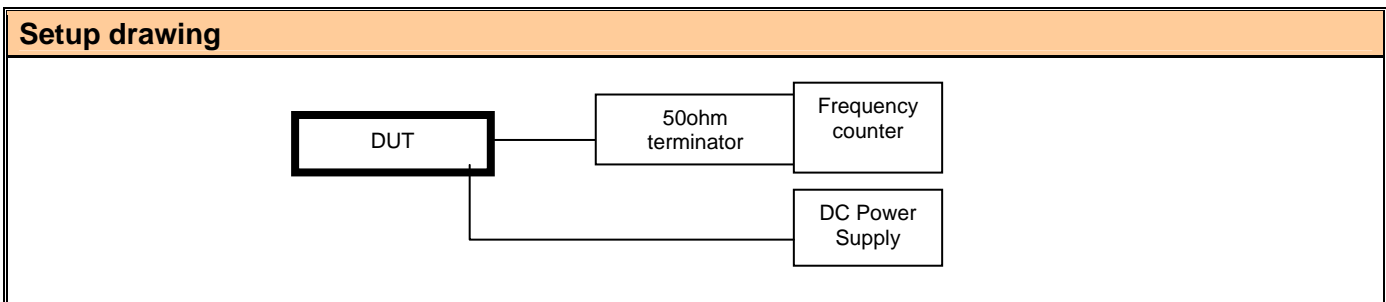 Setup drawing
DUT
50ohm
terminator
Frequency
counter
DC Power
Supply